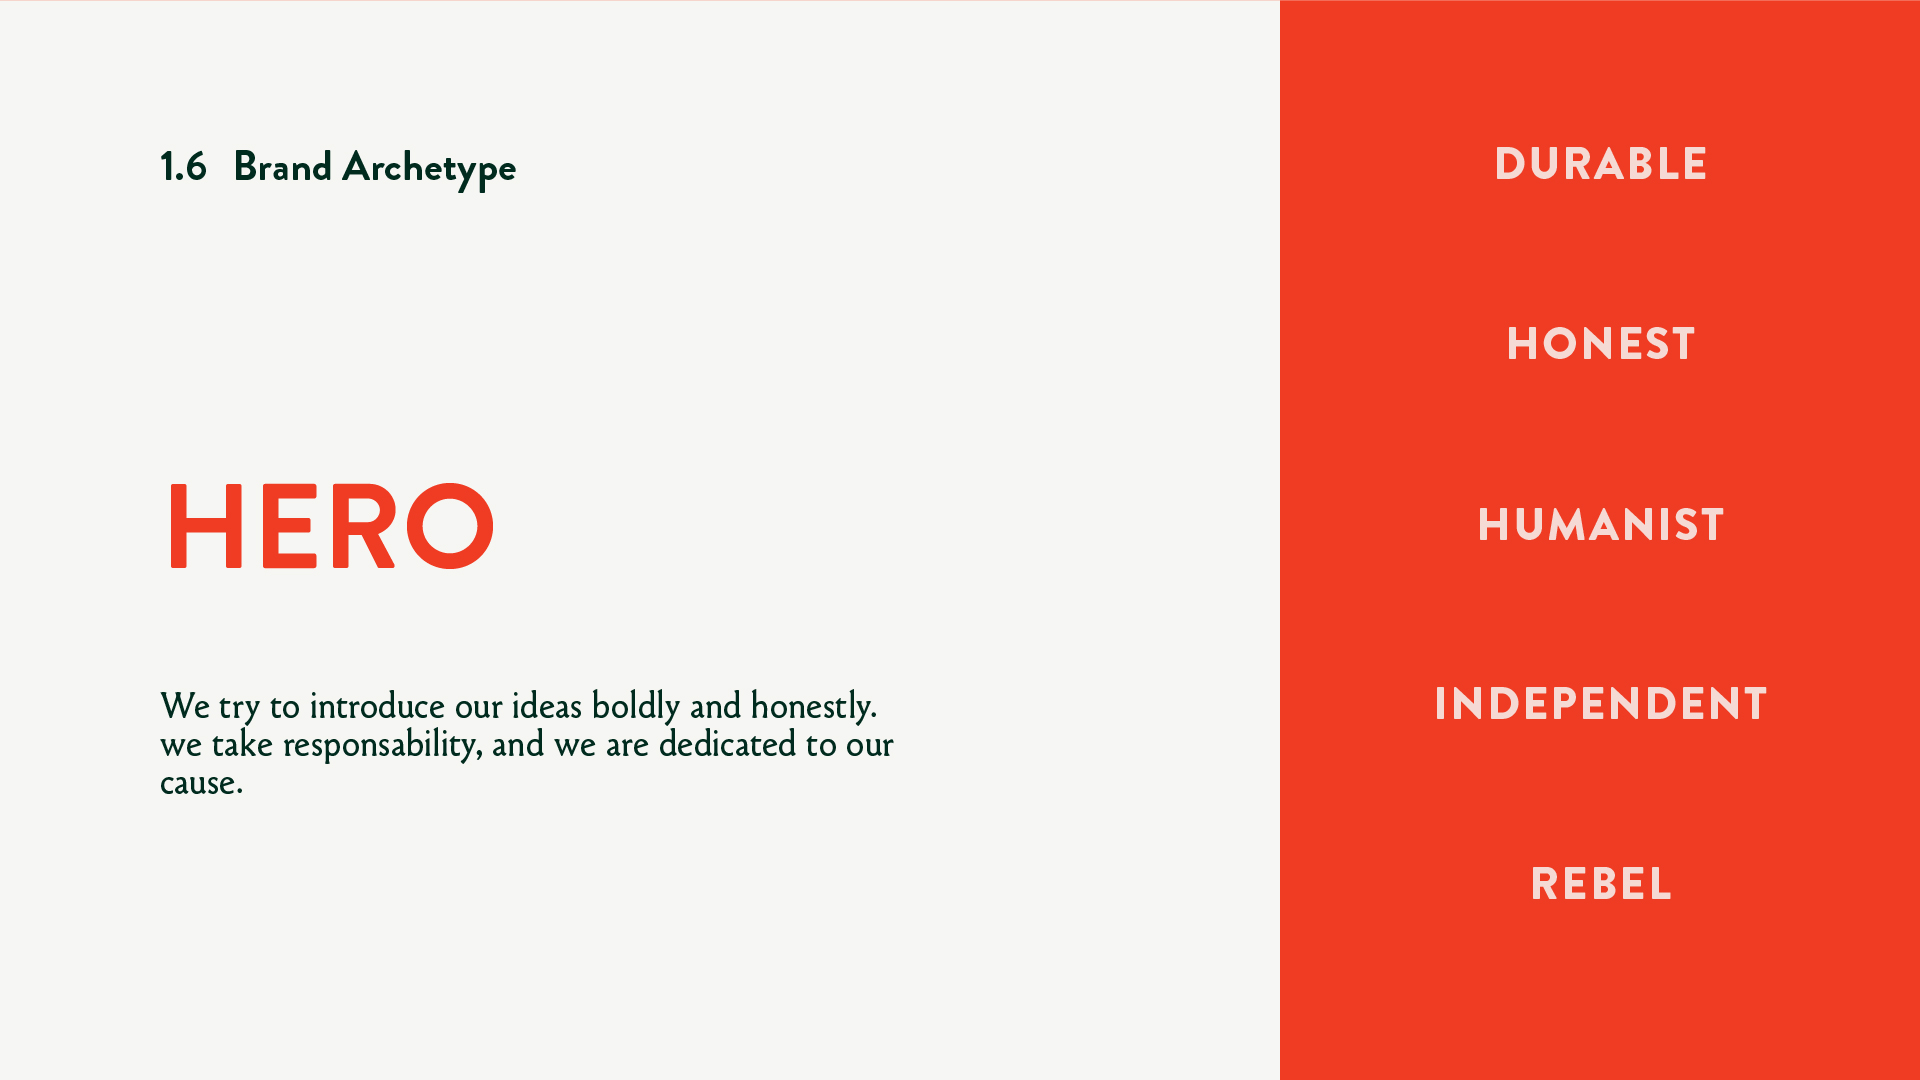 1.6 Brand Archetype
HERO
We try to introduce our ideas boldly and honestly.
we take responsability, and we are dedicated to our
cause.
DURABLE
HONEST
HUMANIST
INDEPENDENT
REBEL